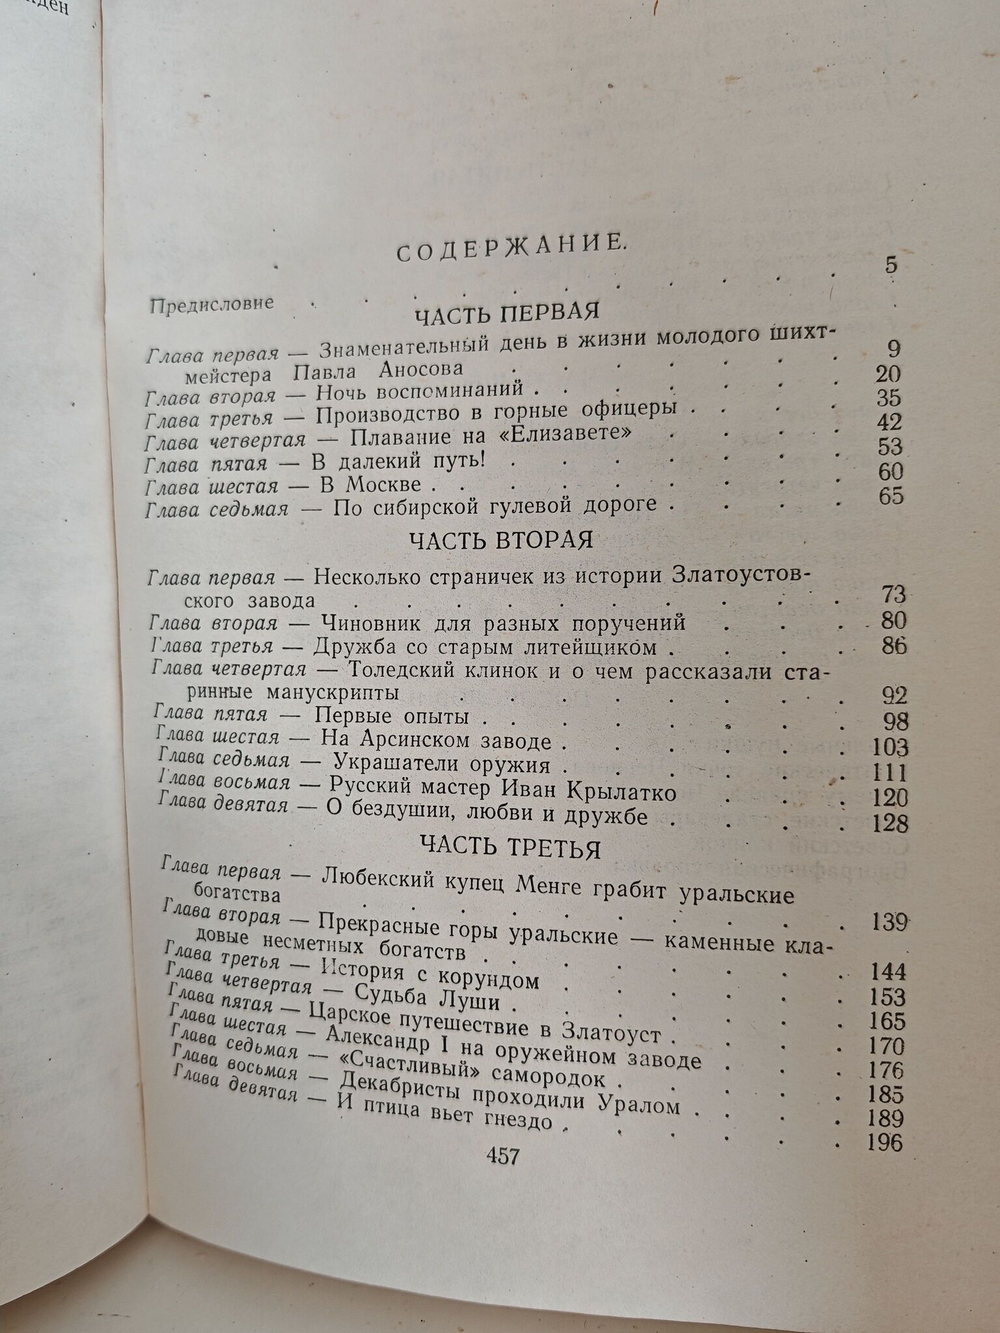 СОДЕРЖАНИЕ.
Предисловие . . . . . . . . . 5
ЧАСТЬ ПЕРВАЯ
Глава первая — Знаменательный день в жизни молодого шихт-
мейстера Павла Аносова . . . . . . . 9
Глава вторая — Ночь воспоминаний . . . . . . . 20
Глава третья — Производство в горные офицеры . . . . 35
Глава четвертая — Плавание на «Елизавете» . . . . 42
Глава пятая — В далекий путь! . . . . . . . 53
Глава шестая — В Москве . . . . . . . . 60
Глава седьмая — По сибирской гулевой дороге . . . . 65
ЧАСТЬ ВТОРАЯ
Глава первая — Несколько страничек из истории Златоустов-
ского завода . . . . . . . . . . 73
Глава вторая — Чиновник для разных поручений . . . 80
Глава третья — Дружба со старым литейщиком . . . . 86
Глава четвертая — Толедский клинок и о чем рассказали ста-
ринные манускрипты . . . . . . . . 92
Глава пятая — Первые опыты . . . . . . . 98
Глава шестая — На Арсинском заводе . . . . . . 103
Глава седьмая — Украшатели оружия . . . . . . 111
Глава восьмая — Русский мастер Иван Крылатко . . . 120
Глава девятая — О бездушии, любви и дружбе . . . . 128
ЧАСТЬ ТРЕТЬЯ
Глава первая — Любекский купец Менге грабит уральские
богатства . . . . . . . . . . 139
Глава вторая — Прекрасные горы уральские — каменные кла-
довые несметных богатств . . . . . . . 144
Глава третья — История с корундом . . . . . . 153
Глава четвертая — Судьба Луши . . . . . . . 165
Глава пятая — Царское путешествие в Златоуст . . . . 170
Глава шестая — Александр I на оружейном заводе . . . 176
Глава седьмая — «Счастливый» самородок . . . . . 185
Глава восьмая — Декабристы проходили Уралом . . . . 189
Глава девятая — И птица вьет гнездо . . . . . . 196
457